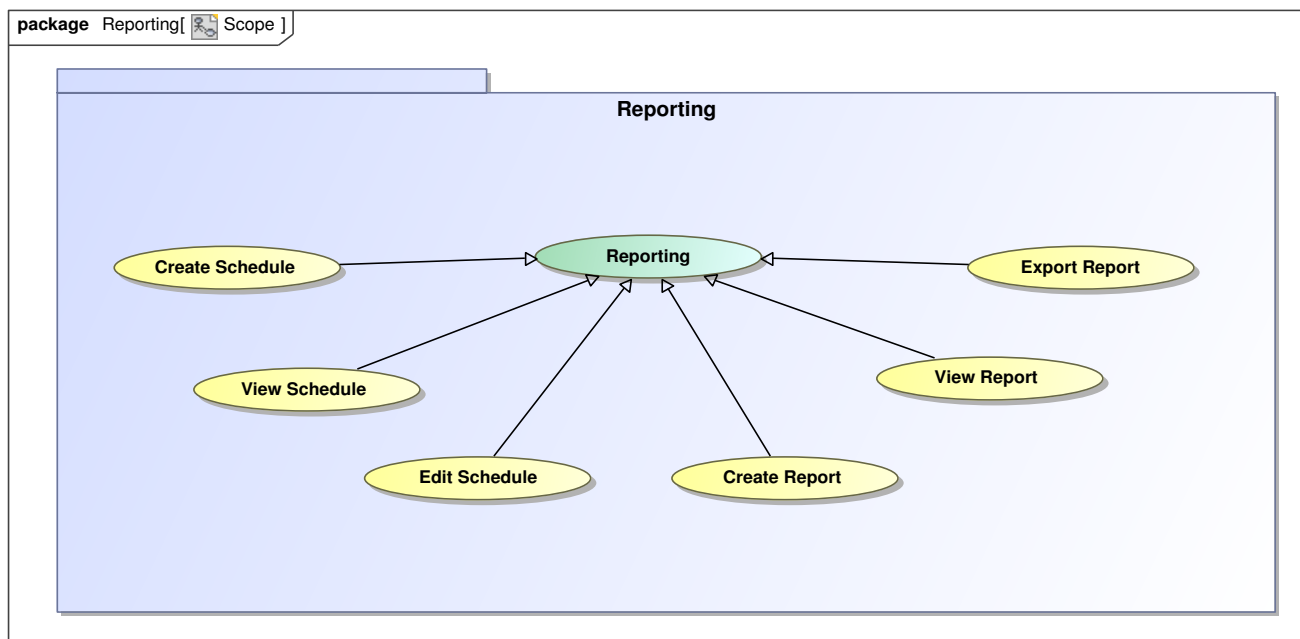 package Reporting[ Scope ]
Reporting
Reporting
Create Schedule
Export Report
View Schedule
View Report
Edit Schedule
Create Report